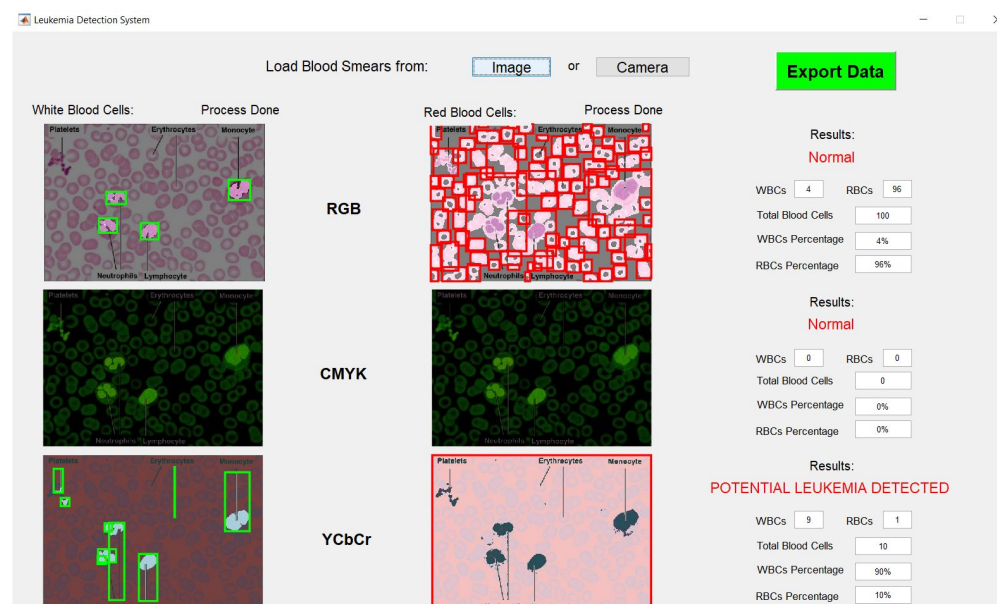 Leukemia Detection System
Load Blood Smears from: Image or Camera
Export Data
White Blood Cells: Process Done
Red Blood Cells: Process Done
Platelets Erythrocytes Monocyte
Neutrophils Lymphocyte
RGB
Platelets Erythrocytes Monocyte
Neutrophils Lymphocyte
Results:
Normal
WBCs 4 RBCs 96
Total Blood Cells 100
WBCs Percentage 4%
RBCs Percentage 96%
Platelets Erythrocytes Monocyte
Neutrophils Lymphocyte
CMYK
Platelets Erythrocytes Monocyte
Neutrophils Lymphocyte
Results:
Normal
WBCs 0 RBCs 0
Total Blood Cells 0
WBCs Percentage 0%
RBCs Percentage 0%
Platelets Erythrocytes Monocyte
YCbCr
Platelets Erythrocytes Monocyte
Results:
POTENTIAL LEUKEMIA DETECTED
WBCs 9 RBCs 1
Total Blood Cells 10
WBCs Percentage 90%
RBCs Percentage 10%